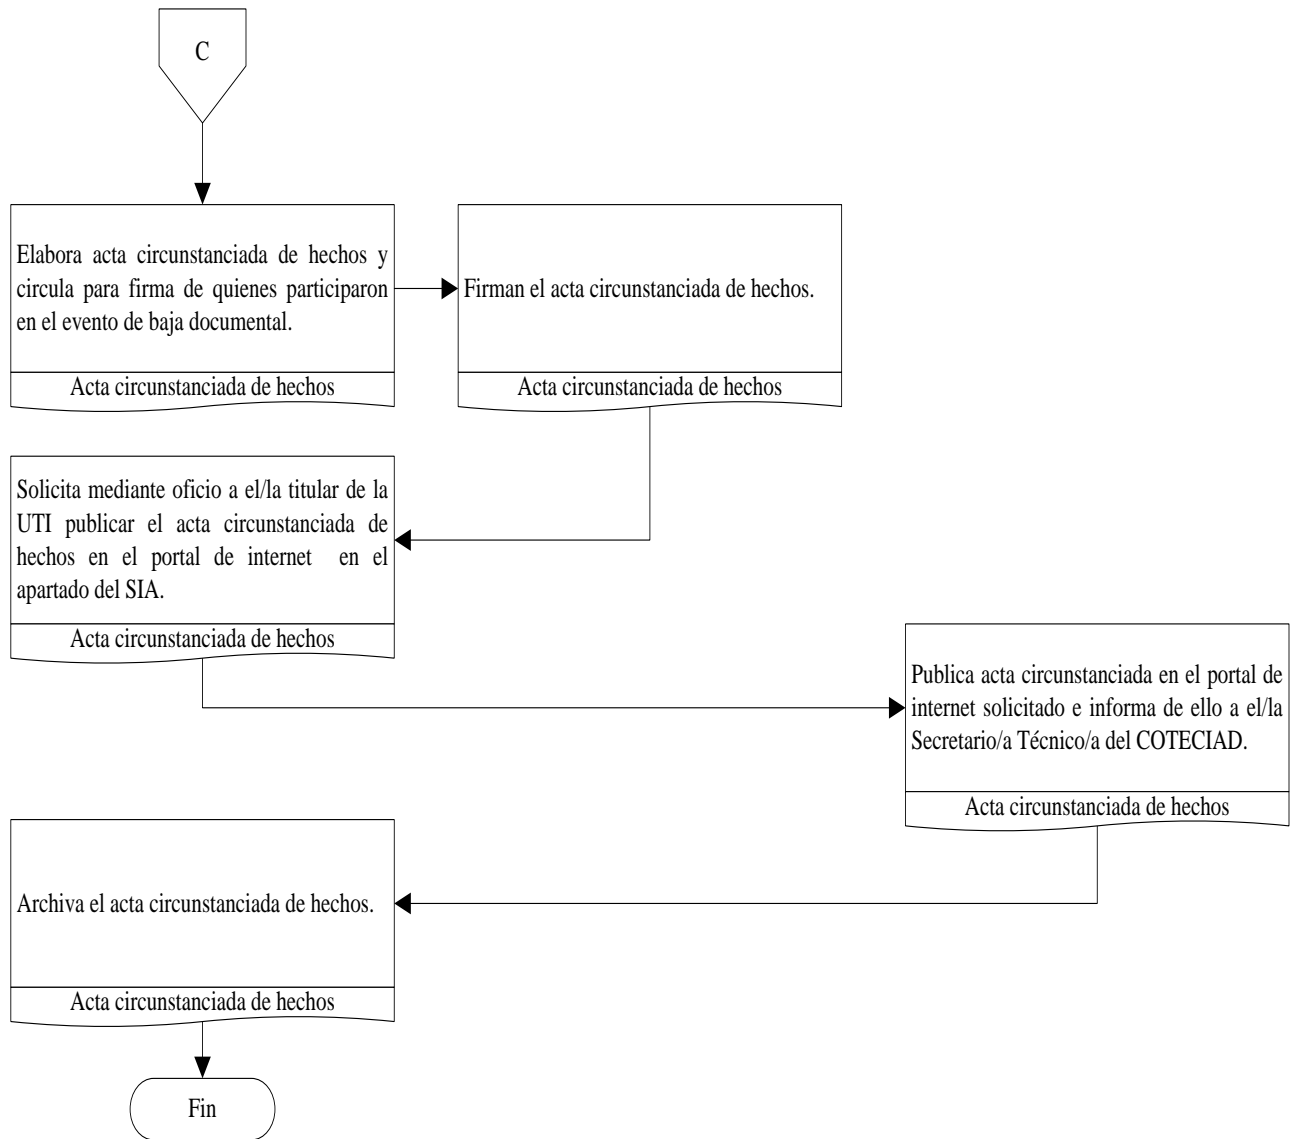 C
Elabora acta circunstanciada de hechos y
circula para firma de quienes participaron
en el evento de baja documental.
Acta circunstanciada de hechos
Firman el acta circunstanciada de hechos.
Acta circunstanciada de hechos
Solicita mediante oficio a el/la titular de la
UTI publicar el acta circunstanciada de
hechos en el portal de internet en el
apartado del SIA.
Acta circunstanciada de hechos
Publica acta circunstanciada en el portal de
internet solicitado e informa de ello a el/la
Secretario/a Técnico/a del COTECIAD.
Acta circunstanciada de hechos
Archiva el acta circunstanciada de hechos.
Acta circunstanciada de hechos
Fin